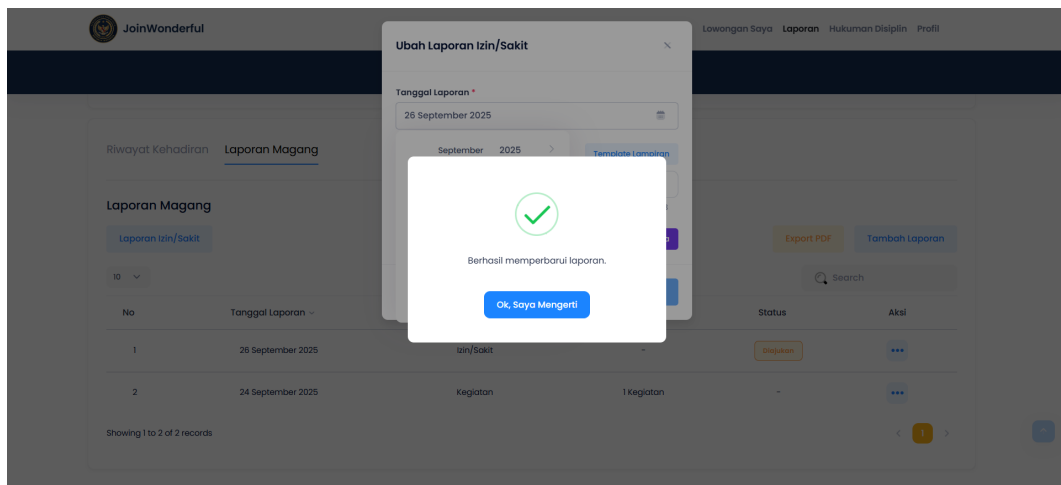 JoinWonderful
Lowongan Saya Laporan Hukuman Disiplin Profil
Ubah Laporan Izin/Sakit
Tanggal Laporan *
26 September 2025
September 2025
Template Lampiran
Riwayat Kehadiran Laporan Magang
Berhasil memperbarui laporan.
Ok, Saya Mengerti
Laporan Magang
Laporan Izin/Sakit
Export PDF Tambah Laporan
10
Search
No Tanggal Laporan Status Aksi
1 26 September 2025 Izin/Sakit - Diajukan
2 24 September 2025 Kegiatan 1 Kegiatan -
Showing 1 to 2 of 2 records
1